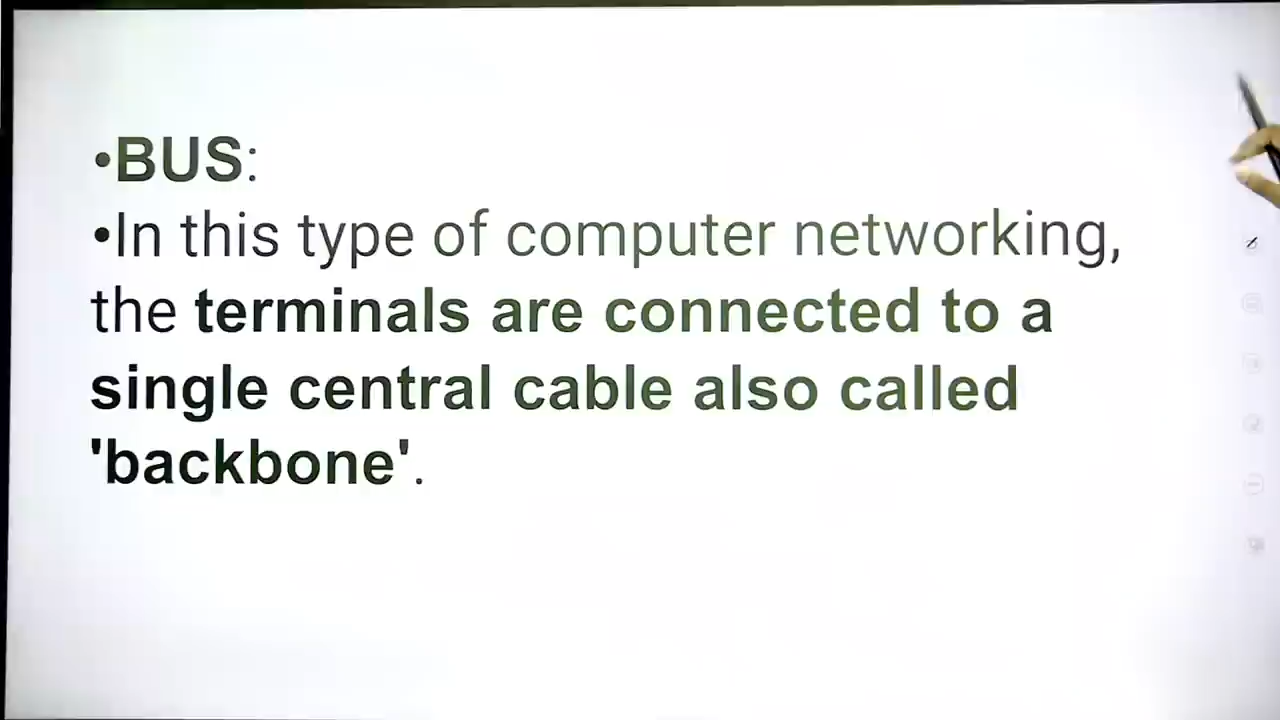 •BUS:
•In this type of computer networking,
the terminals are connected to a
single central cable also called
'backbone'.